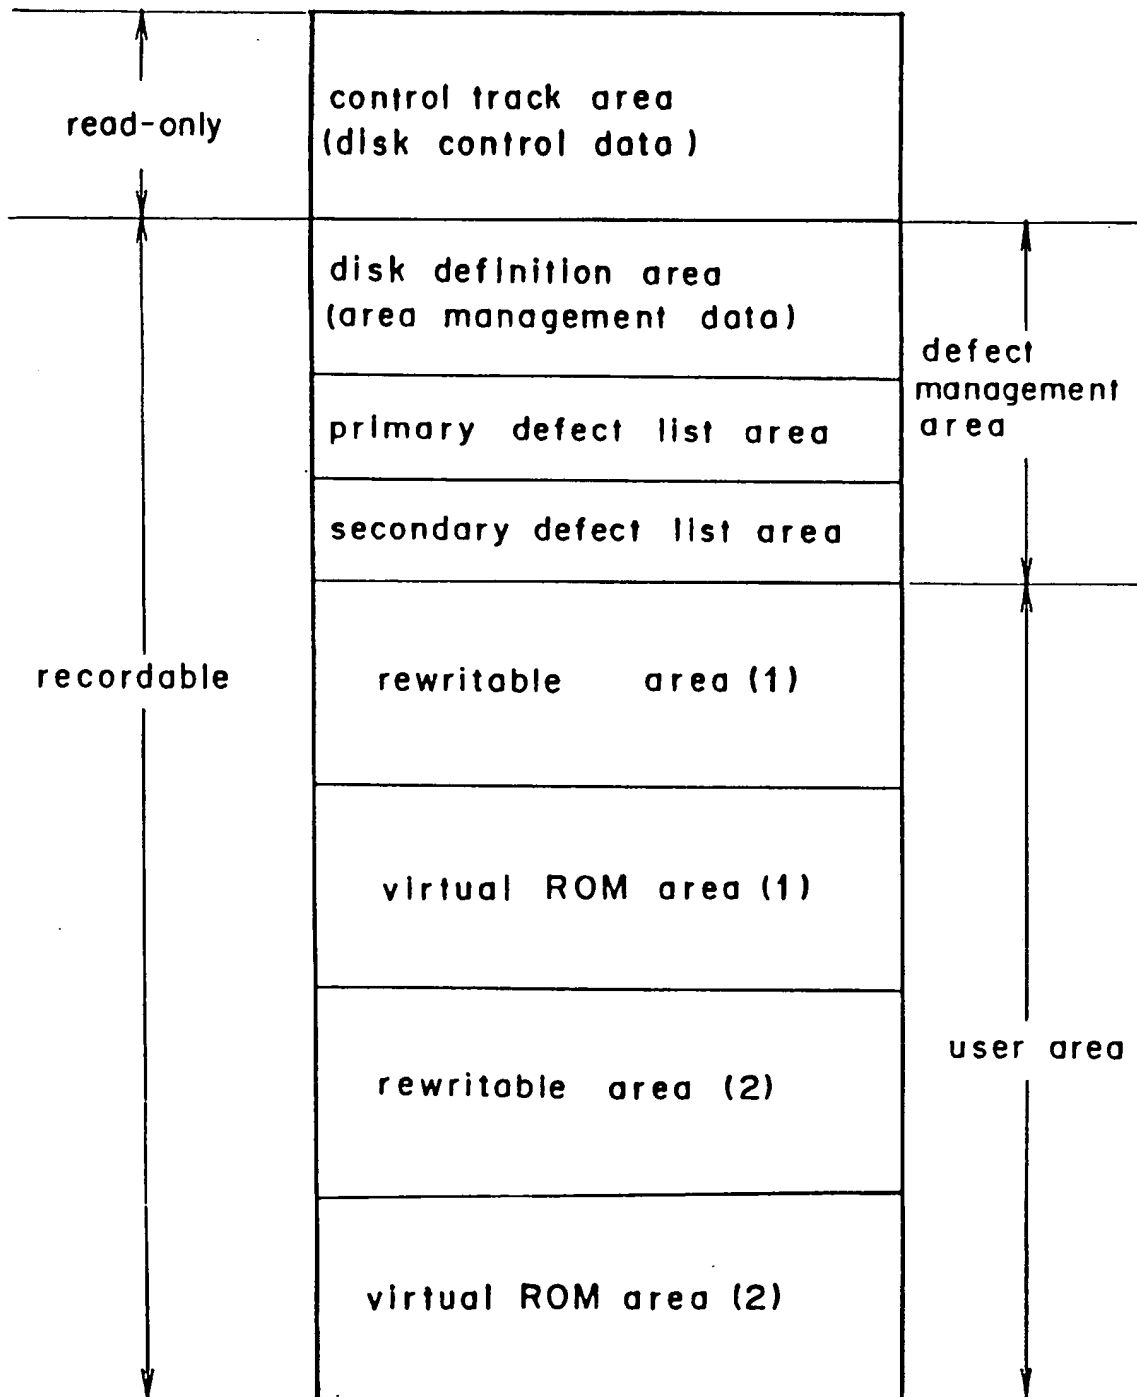 read-only
control track area
(disk control data)
disk definition area
(area management data)
defect
management
area
primary defect list area
secondary defect list area
recordable
rewritable area (1)
virtual ROM area (1)
user area
rewritable area (2)
virtual ROM area (2)